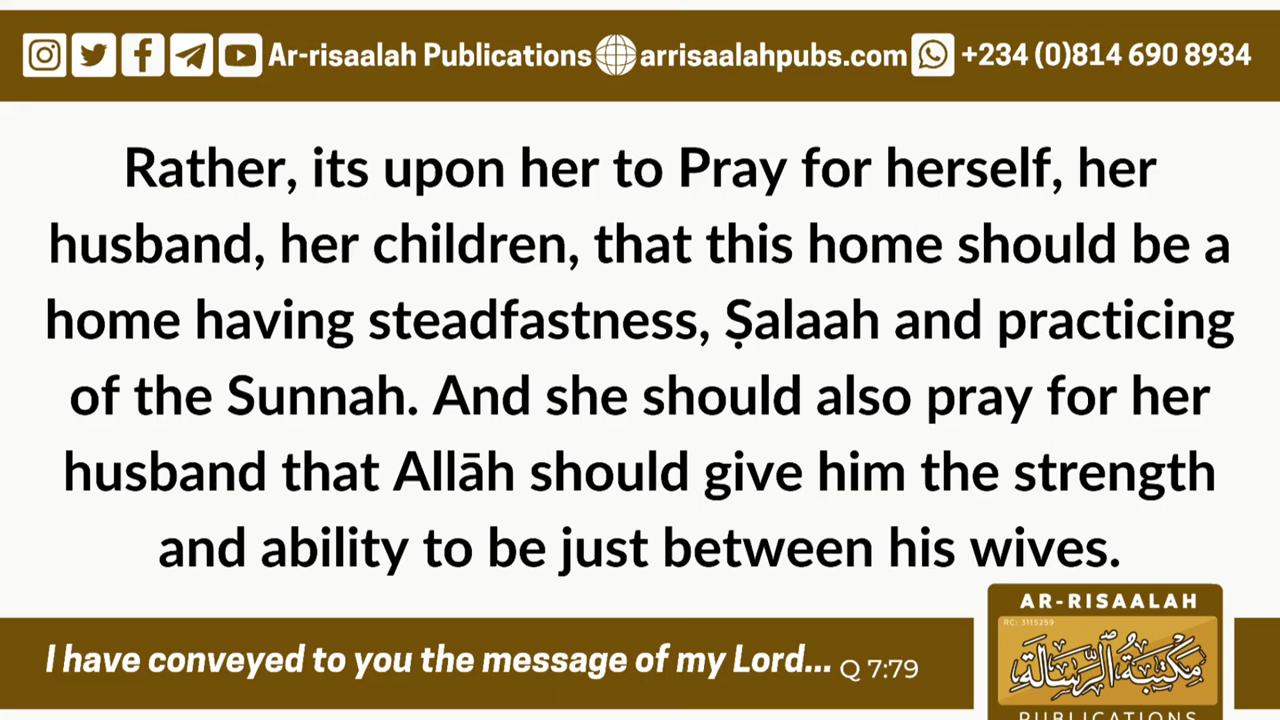 Ar-risaalah Publications arrisaalahpubs.com +234 (0)814 690 8934
Rather, its upon her to Pray for herself, her
husband, her children, that this home should be a
home having steadfastness, Ṣalaah and practicing
of the Sunnah. And she should also pray for her
husband that Allāh should give him the strength
and ability to be just between his wives.
I have conveyed to you the message of my Lord... Q 7:79
AR-RISAALAH
RC: 3115259
مكتبة الرسالة
PUBLICATIONS